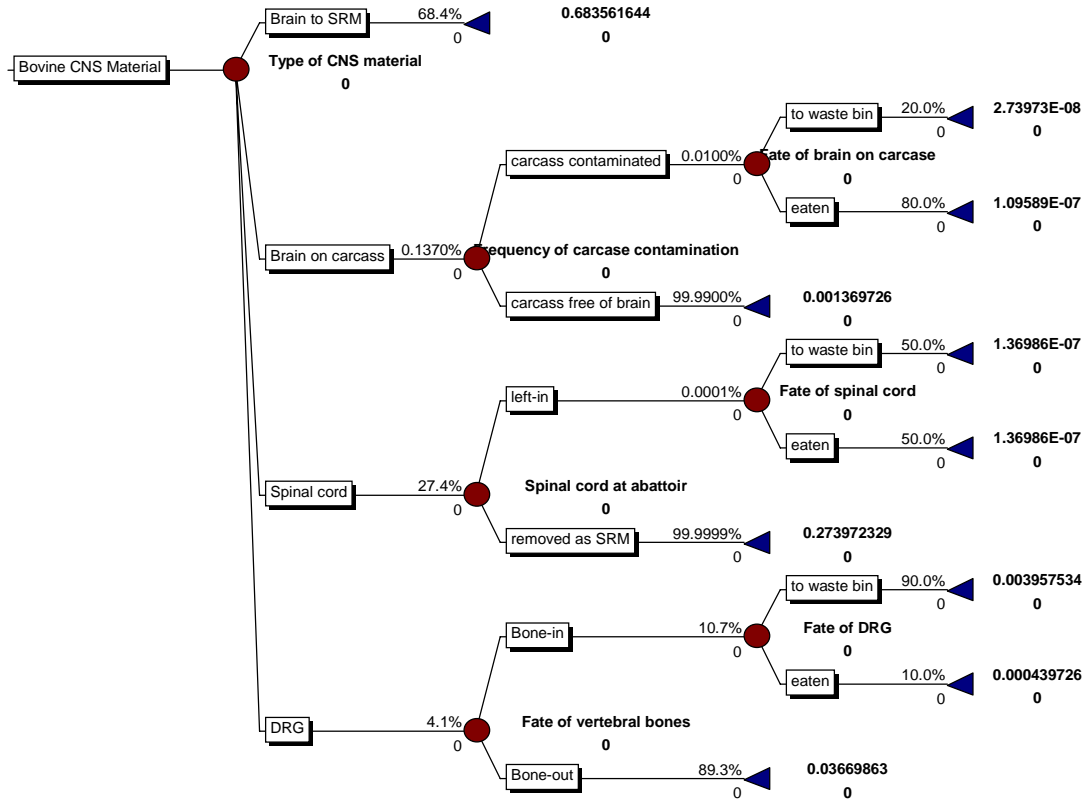 Brain to SRM 68.4% 0.683561644
0 0
Bovine CNS Material Type of CNS material
0
to waste bin 20.0% 2.73973E-08
0 0
carcass contaminated 0.0100% Fate of brain on carcase
0 0
eaten 80.0% 1.09589E-07
0 0
Brain on carcass 0.1370% Frequency of carcase contamination
0 0
carcass free of brain 99.9900% 0.001369726
0 0
to waste bin 50.0% 1.36986E-07
0 0
left-in 0.0001% Fate of spinal cord
0 0
eaten 50.0% 1.36986E-07
0 0
Spinal cord 27.4% Spinal cord at abattoir
0 0
removed as SRM 99.9999% 0.273972329
0 0
to waste bin 90.0% 0.003957534
0 0
Bone-in 10.7% Fate of DRG
0 0
eaten 10.0% 0.000439726
0 0
DRG 4.1% Fate of vertebral bones
0 0
Bone-out 89.3% 0.03669863
0 0